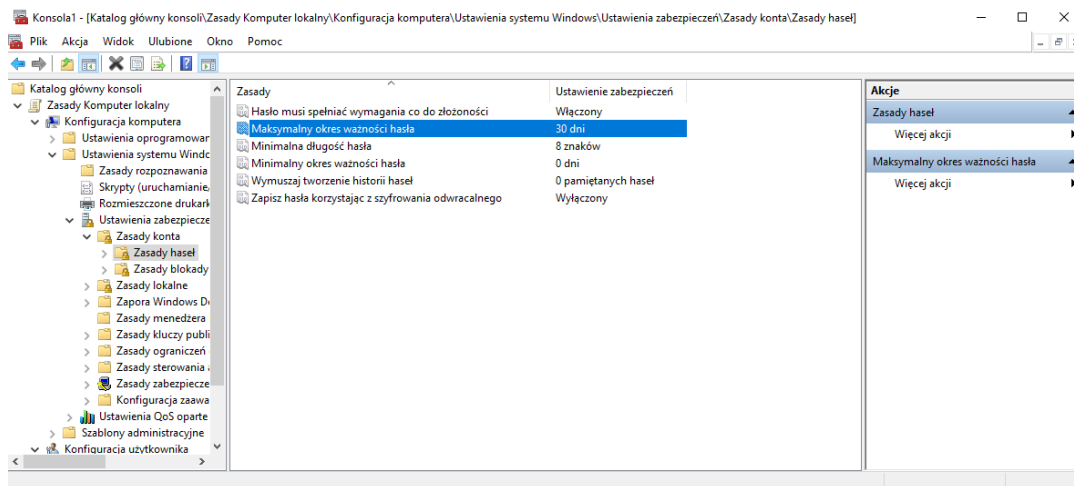 Konsola1 - [Katalog główny konsoli\Zasady Komputer lokalny\Konfiguracja komputera\Ustawienia systemu Windows\Ustawienia zabezpieczeń\Zasady konta\Zasady haseł]
Plik Akcja Widok Ulubione Okno Pomoc
Katalog główny konsoli
Zasady Komputer lokalny
Konfiguracja komputera
Ustawienia oprogramowar
Ustawienia systemu Windc
Zasady rozpoznawania
Skrypty (uruchamianie,
Rozmieszczone drukark
Ustawienia zabezpiecze
Zasady konta
Zasady haseł
Zasady blokady
Zasady lokalne
Zapora Windows De
Zasady menedżera
Zasady kluczy publi
Zasady ograniczeń
Zasady sterowania
Zasady zabezpiecze
Konfiguracja zaawa
Ustawienia QoS oparte
Szablony administracyjne
Konfiguracja użytkownika
Zasady Ustawienie zabezpieczeń
Hasło musi spełniać wymagania co do złożoności Włączony
Maksymalny okres ważności hasła 30 dni
Minimalna długość hasła 8 znaków
Minimalny okres ważności hasła 0 dni
Wymuszaj tworzenie historii haseł 0 pamiętanych haseł
Zapisz hasła korzystając z szyfrowania odwracalnego Wyłączony
Akcje
Zasady haseł
Więcej akcji
Maksymalny okres ważności hasła
Więcej akcji